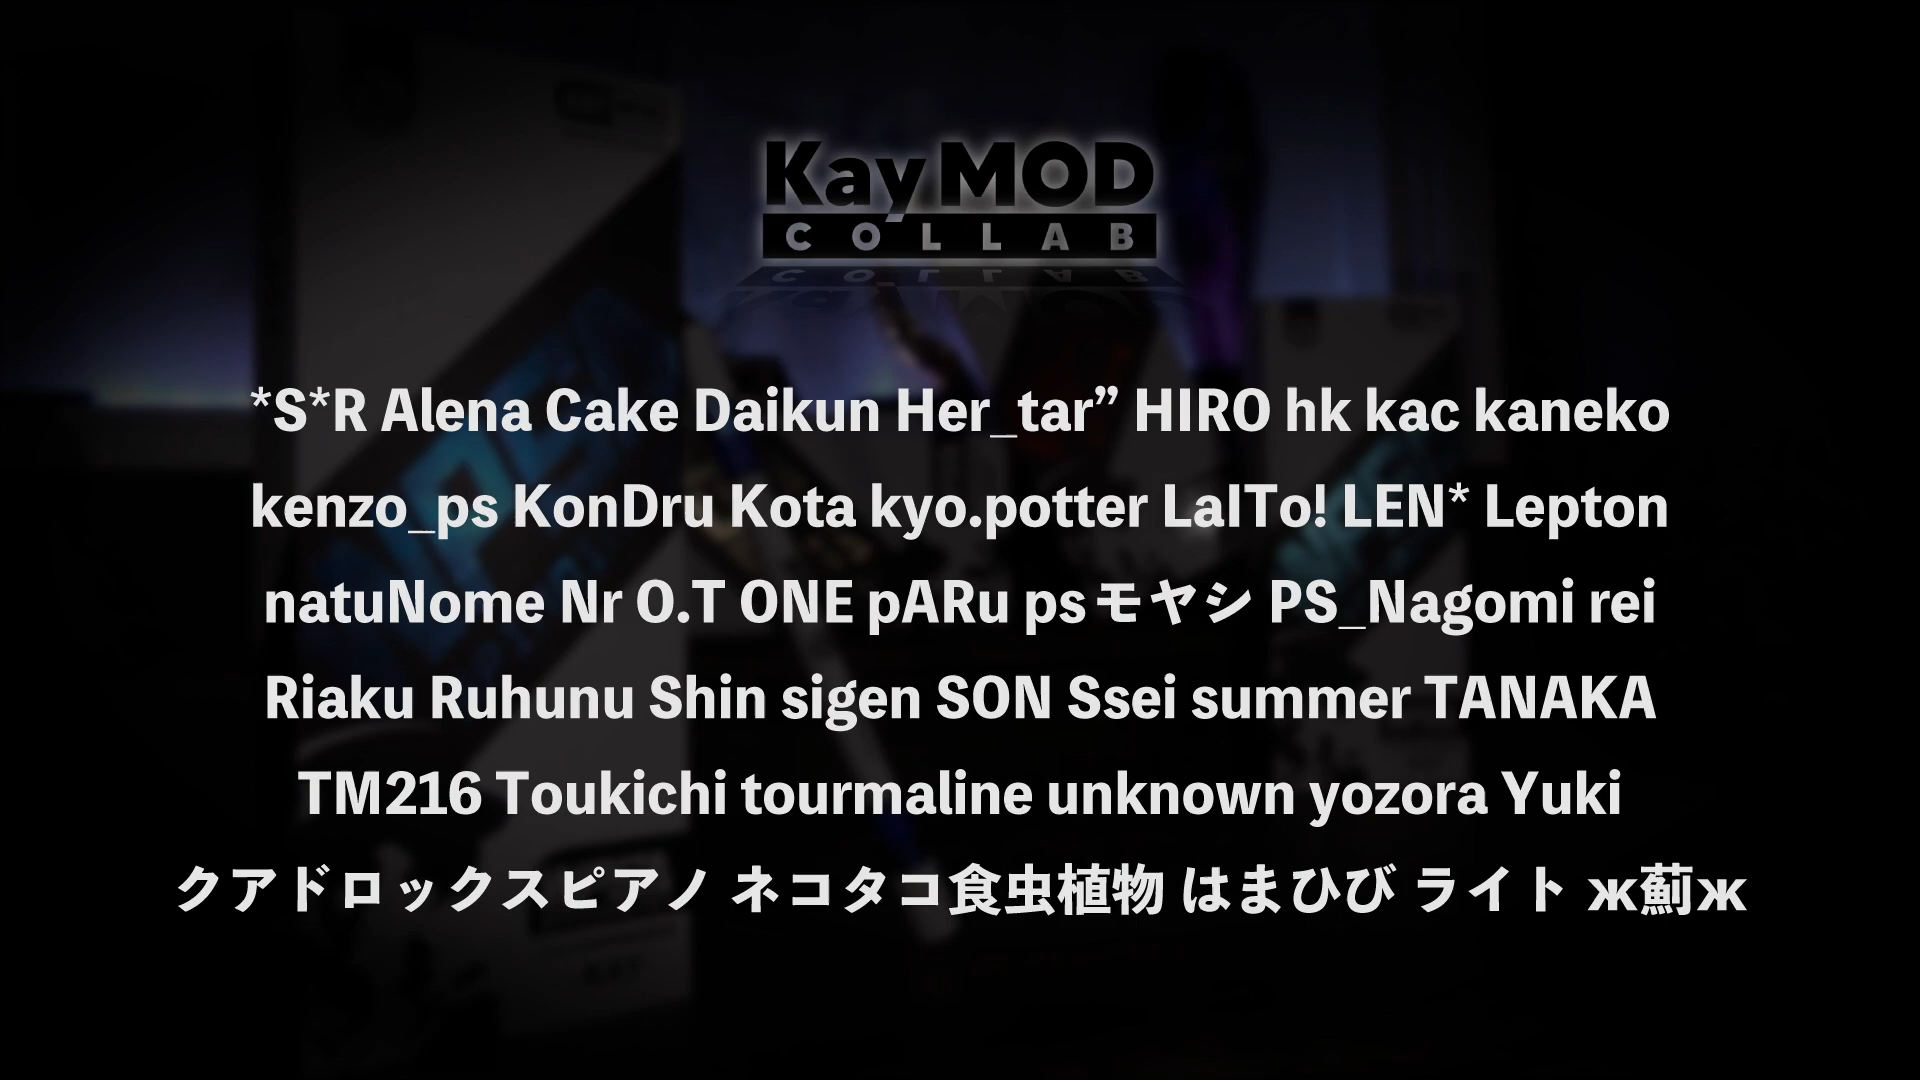 KayMOD
COLLAB
*S*R Alena Cake Daikun Her_tar” HIRO hk kac kaneko
kenzo_ps KonDru Kota kyo.potter LaITo! LEN* Lepton
natuNome Nr O.T ONE pARu psモヤシ PS_Nagomi rei
Riaku Ruhunu Shin sigen SON Ssei summer TANAKA
TM216 Toukichi tourmaline unknown yozora Yuki
クアドロックスピアノ ネコタコ食虫植物 はまひび ライト ж薊ж